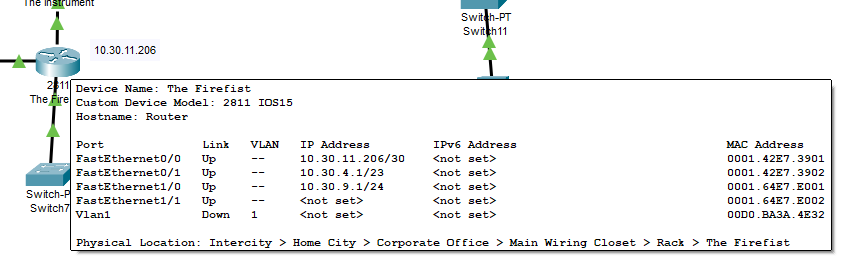 The Instrument
10.30.11.206
2811
The Fire
Switch-P
Switch7
Switch-PT
Switch11
Device Name: The Firefist
Custom Device Model: 2811 IOS15
Hostname: Router
Port Link VLAN IP Address IPv6 Address MAC Address
FastEthernet0/0 Up -- 10.30.11.206/30 <not set> 0001.42E7.3901
FastEthernet0/1 Up -- 10.30.4.1/23 <not set> 0001.42E7.3902
FastEthernet1/0 Up -- 10.30.9.1/24 <not set> 0001.64E7.E001
FastEthernet1/1 Up -- <not set> <not set> 0001.64E7.E002
Vlan1 Down 1 <not set> <not set> 00D0.BA3A.4E32
Physical Location: Intercity > Home City > Corporate Office > Main Wiring Closet > Rack > The Firefist